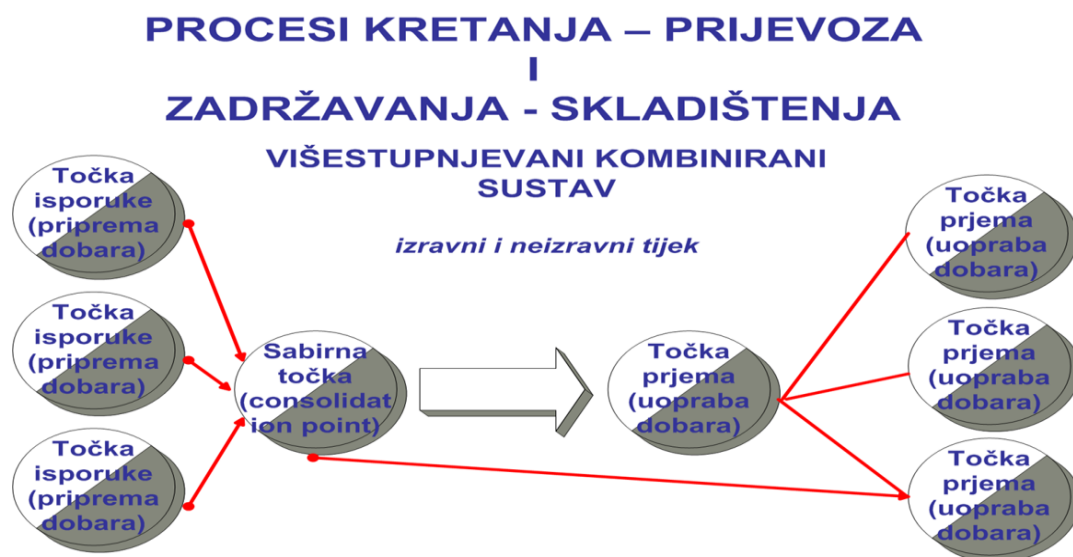 PROCESI KRETANJA – PRIJEVOZA
I
ZADRŽAVANJA - SKLADIŠTENJA
VIŠESTUPNJEVANI KOMBINIRANI
SUSTAV
izravni i neizravni tijek
Točka
isporuke
(priprema
dobara)
Točka
isporuke
(priprema
dobara)
Točka
isporuke
(priprema
dobara)
Sabirna
točka
(consolidat
ion point)
Točka
prjema
(uopraba
dobara)
Točka
prjema
(uopraba
dobara)
Točka
prjema
(uopraba
dobara)
Točka
prjema
(uopraba
dobara)